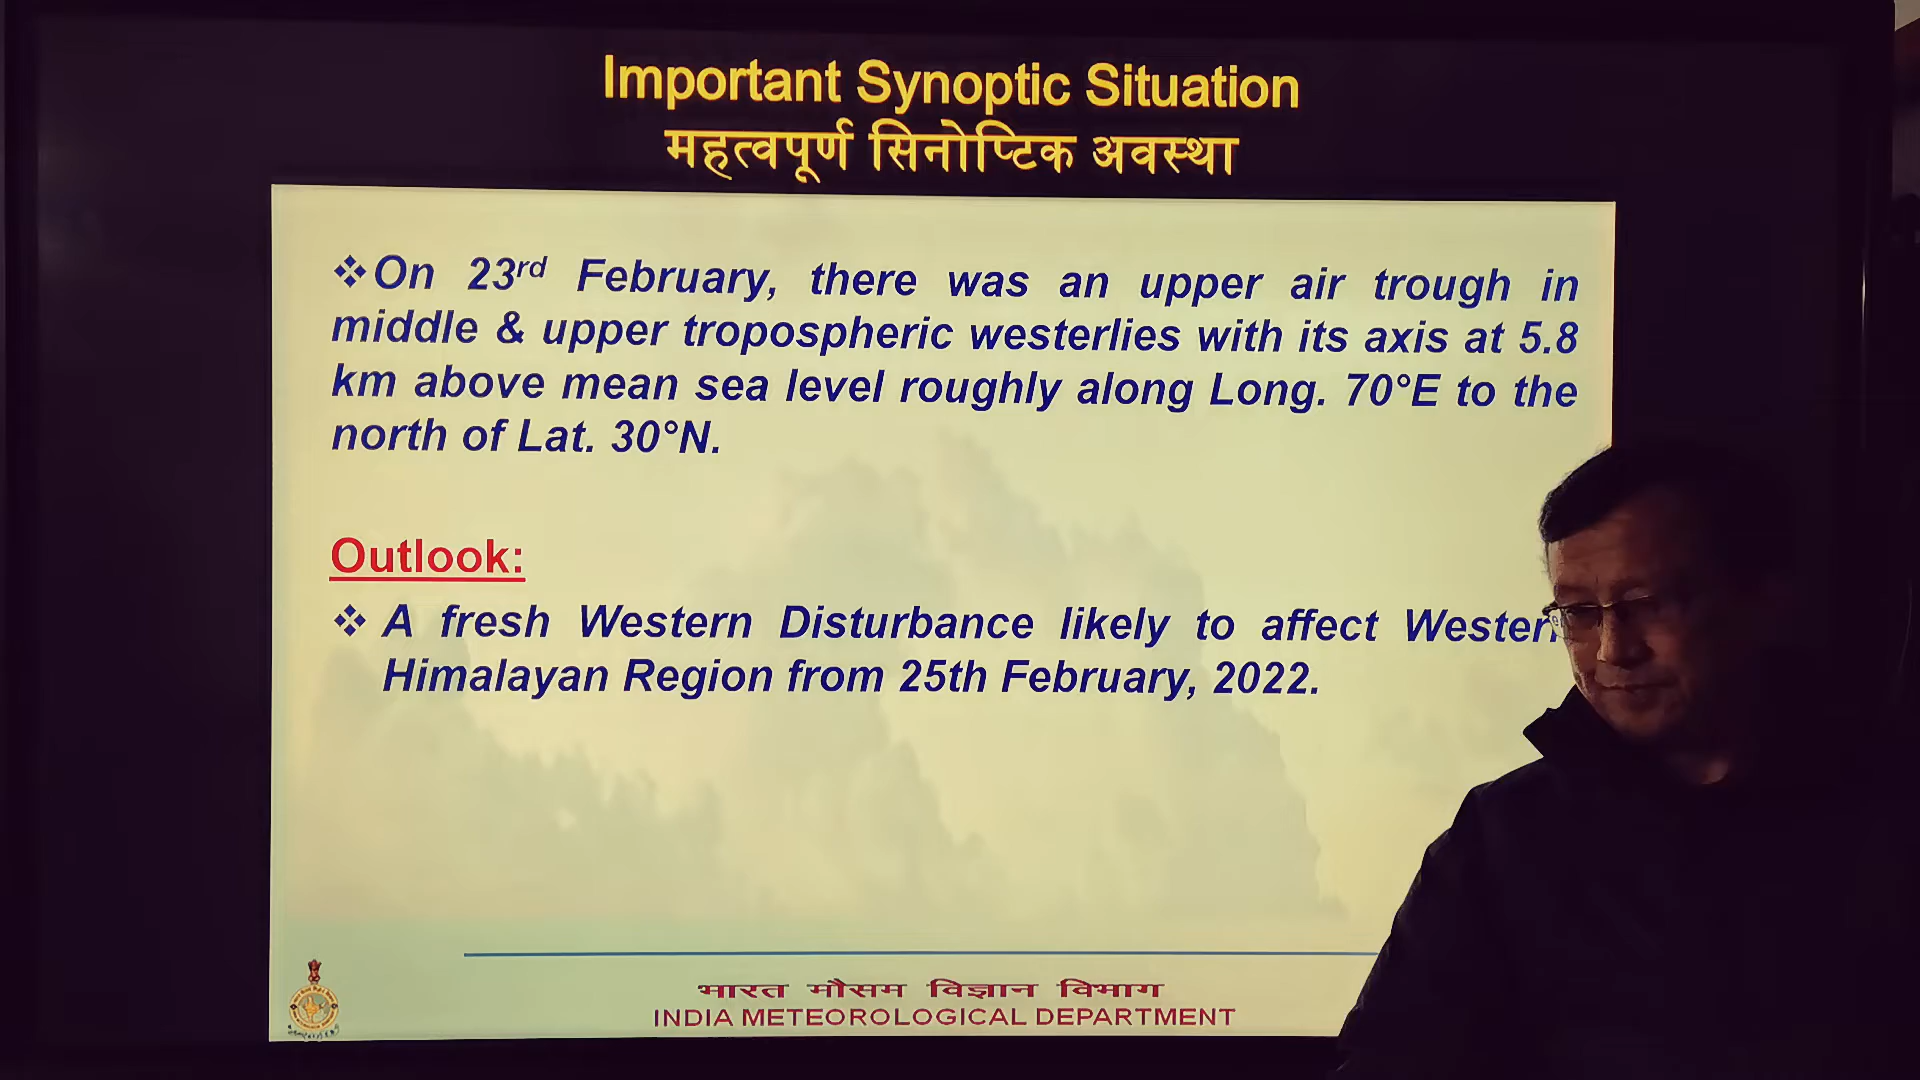 Important Synoptic Situation
महत्वपूर्ण सिनोप्टिक अवस्था
❖On 23rd February, there was an upper air trough in
middle & upper tropospheric westerlies with its axis at 5.8
km above mean sea level roughly along Long. 70°E to the
north of Lat. 30°N.
Outlook:
❖ A fresh Western Disturbance likely to affect Western
Himalayan Region from 25th February, 2022.
भारत मौसम विज्ञान विभाग
INDIA METEOROLOGICAL DEPARTMENT